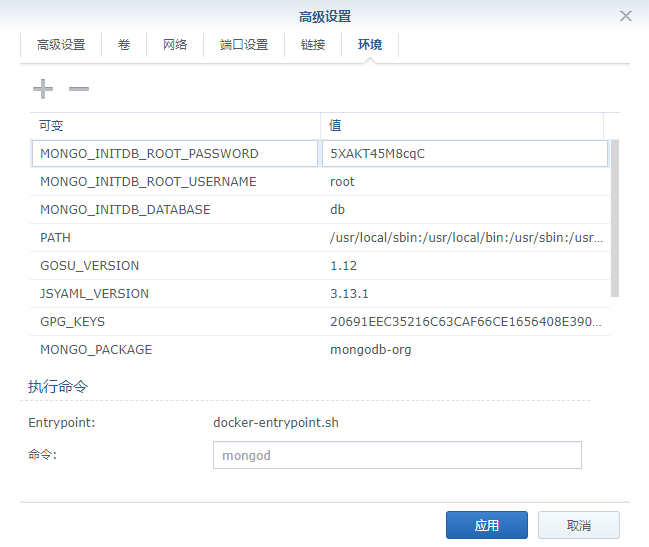 高级设置
高级设置 卷 网络 端口设置 链接 环境
可变 值
MONGO_INITDB_ROOT_PASSWORD 5XAKT45M8cqC
MONGO_INITDB_ROOT_USERNAME root
MONGO_INITDB_DATABASE db
PATH /usr/local/sbin:/usr/local/bin:/usr/sbin:/usr...
GOSU_VERSION 1.12
JSYAML_VERSION 3.13.1
GPG_KEYS 20691EEC35216C63CAF66CE1656408E390...
MONGO_PACKAGE mongodb-org
执行命令
Entrypoint: docker-entrypoint.sh
命令: mongod
应用 取消